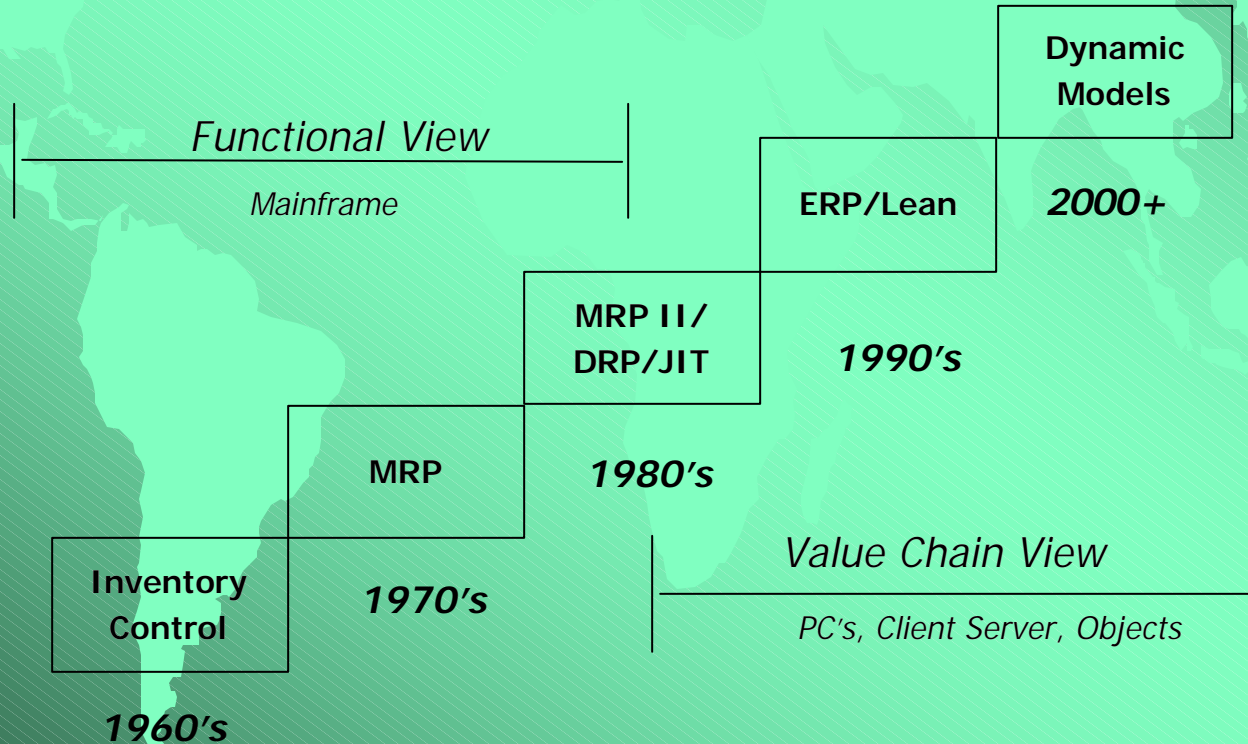 Dynamic
Models
Functional View
Mainframe
ERP/Lean
2000+
MRP II/
DRP/JIT
1990's
MRP
1980's
Value Chain View
PC's, Client Server, Objects
Inventory
Control
1970's
1960's